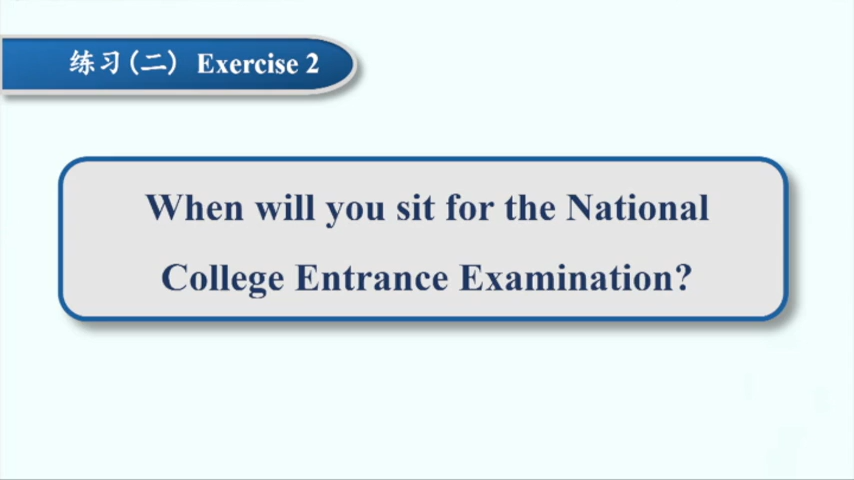 练习(二) Exercise 2
When will you sit for the National
College Entrance Examination?